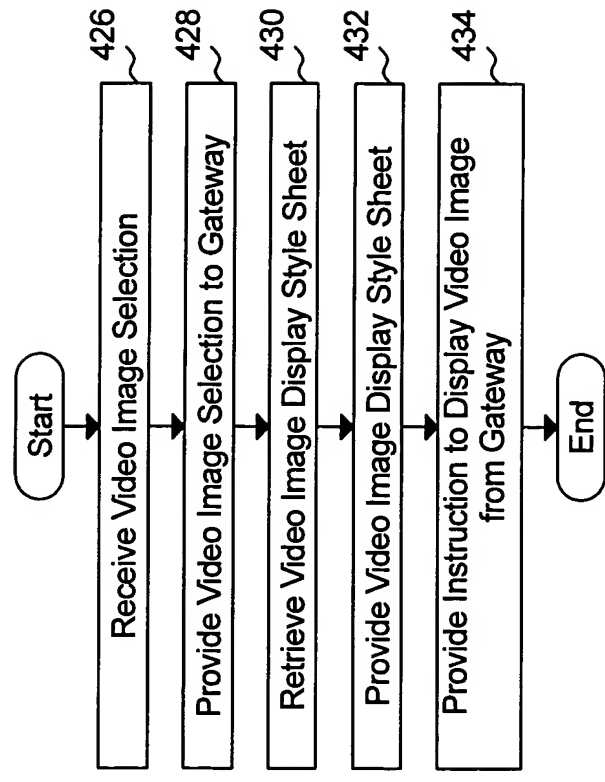 Start
Receive Video Image Selection
426
Provide Video Image Selection to Gateway
428
Retrieve Video Image Display Style Sheet
430
Provide Video Image Display Style Sheet
432
Provide Instruction to Display Video Image
from Gateway
434
End